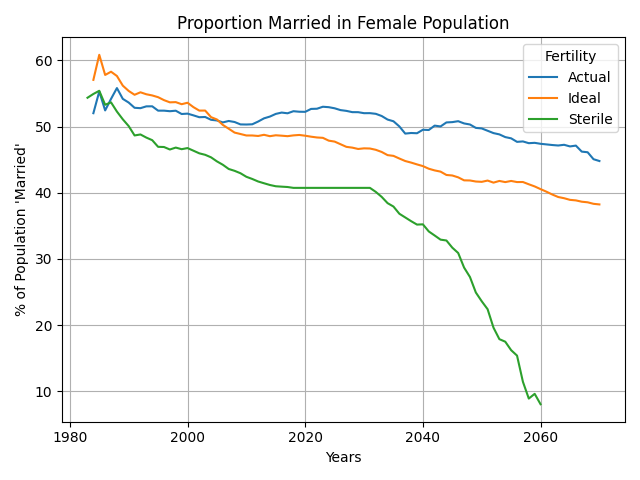 Proportion Married in Female Population
Fertility
Actual
Ideal
Sterile
% of Population 'Married'
60
50
40
30
20
10
1980
2000
2020
2040
2060
Years